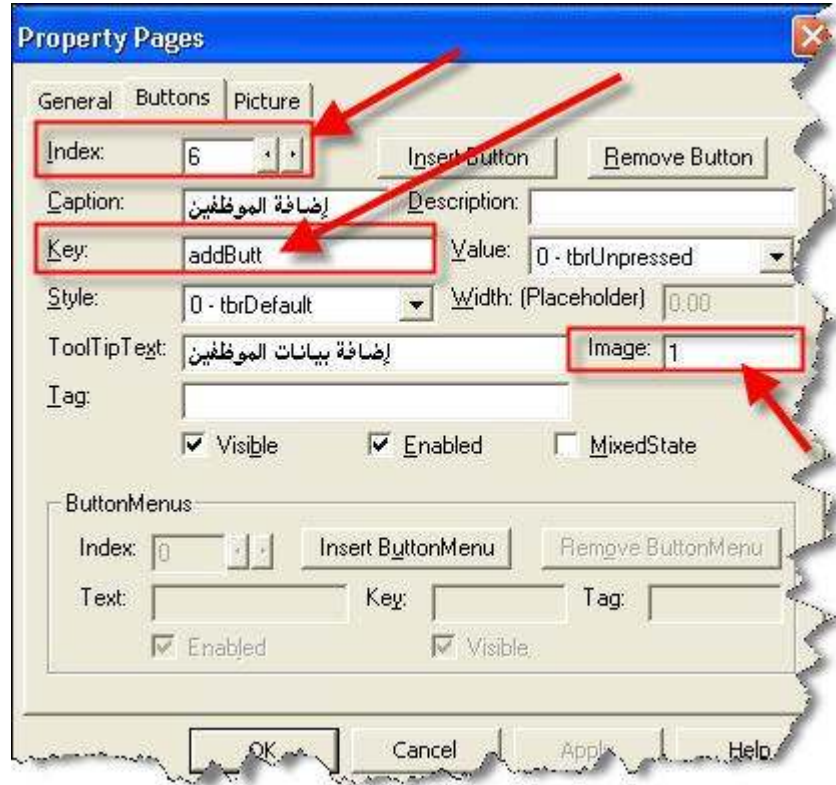 Property Pages
General Buttons Picture
Index: 6 Insert Button Remove Button
Caption: إضافة الموظفين Description:
Key: addButt Value: 0 - tbrUnpressed
Style: 0 - tbrDefault Width: (Placeholder) 0.00
ToolTipText: إضافة بيانات الموظفين Image: 1
Tag:
Visible Enabled MixedState
ButtonMenus
Index: 0 Insert ButtonMenu Remove ButtonMenu
Text: Key: Tag:
Enabled Visible
OK Cancel Apply Help